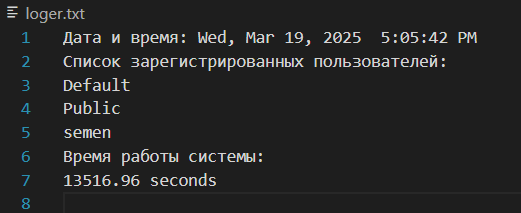 loger.txt
1 Дата и время: Wed, Mar 19, 2025  5:05:42 PM
2 Список зарегистрированных пользователей:
3 Default
4 Public
5 semen
6 Время работы системы:
7 13516.96 seconds
8